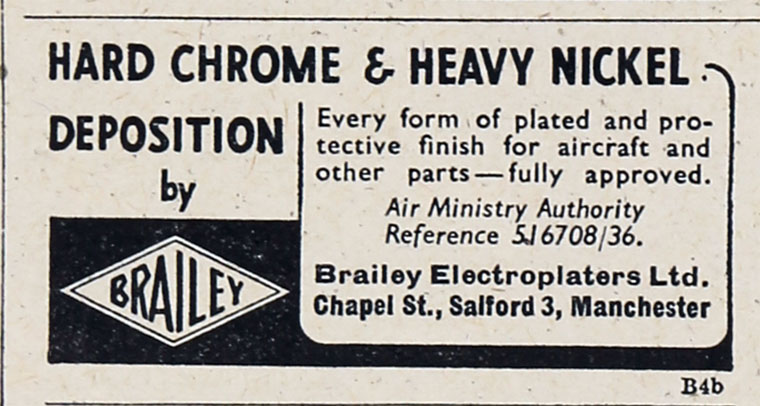 HARD CHROME & HEAVY NICKEL
DEPOSITION
by
BRAILEY
Every form of plated and pro-
tective finish for aircraft and
other parts — fully approved.
Air Ministry Authority
Reference 516708/36.
Brailey Electroplaters Ltd.
Chapel St., Salford 3, Manchester
B4b